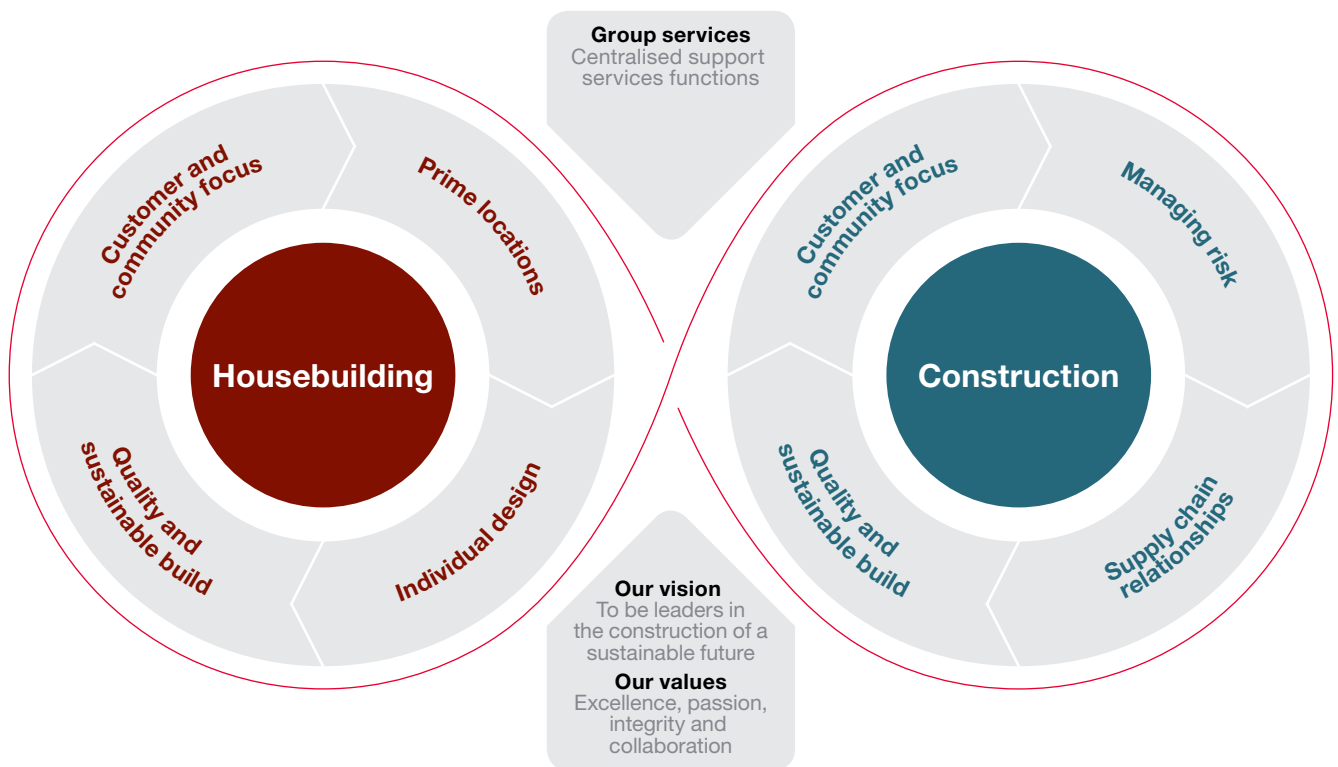 Group services
Centralised support
services functions
Customer and
community focus
Prime locations
Housebuilding
Quality and
sustainable build
Individual design
Customer and
community focus
Managing risk
Construction
Quality and
sustainable build
Supply chain
relationships
Our vision
To be leaders in
the construction of a
sustainable future
Our values
Excellence, passion,
integrity and
collaboration